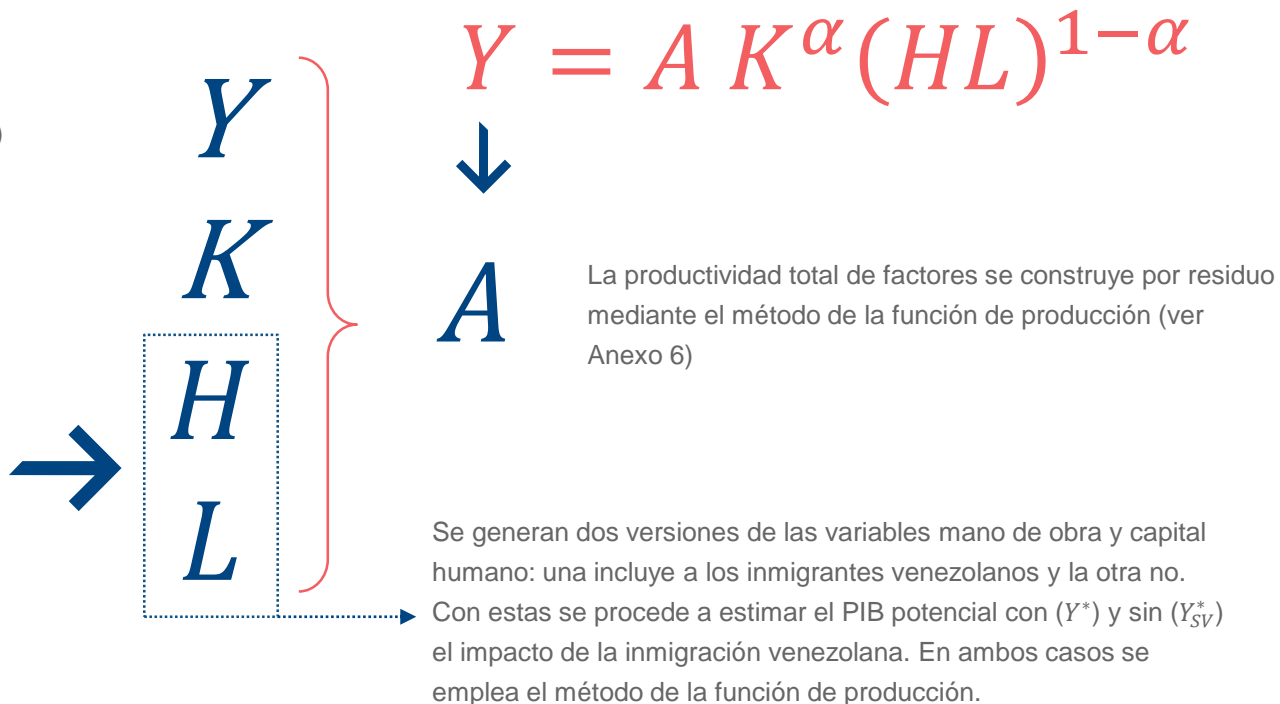 Y = A K^α (HL)^{1−α}
Y
K
H
L
A
La productividad total de factores se construye por residuo
mediante el método de la función de producción (ver
Anexo 6)
Se generan dos versiones de las variables mano de obra y capital
humano: una incluye a los inmigrantes venezolanos y la otra no.
Con estas se procede a estimar el PIB potencial con (Y*) y sin (Y*_{SV})
el impacto de la inmigración venezolana. En ambos casos se
emplea el método de la función de producción.